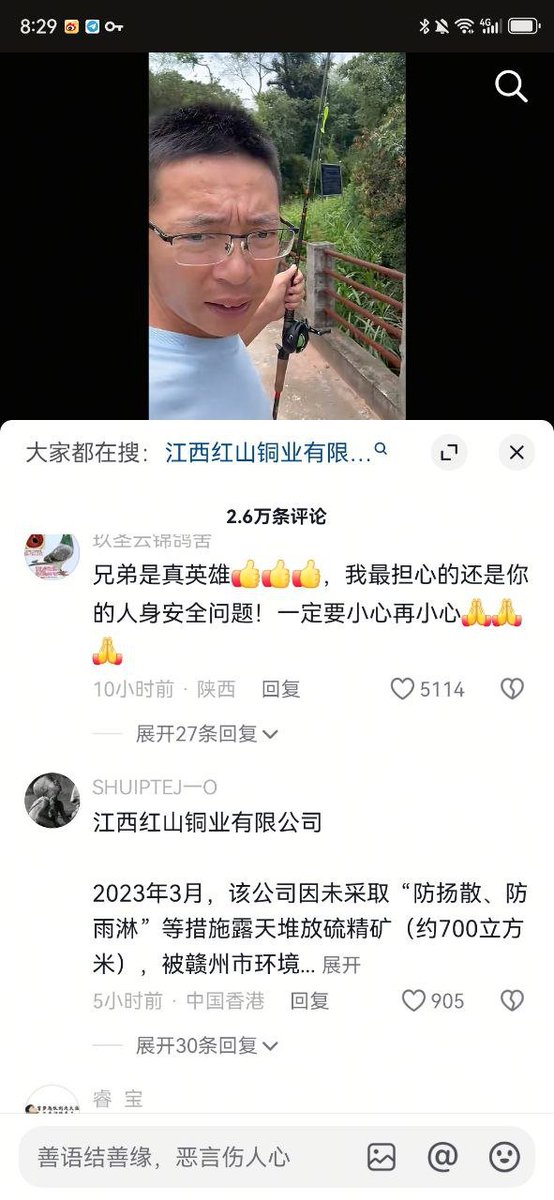 8:29
4G
大家都在搜：江西红山铜业有限...
2.6万条评论
玖圣云锦鸽舍
兄弟是真英雄👍👍👍，我最担心的还是你
的人身安全问题！一定要小心再小心🙏🙏
🙏
10小时前 · 陕西 回复 5114
展开27条回复
SHUIPTEJ一O
江西红山铜业有限公司
2023年3月，该公司因未采取“防扬散、防
雨淋”等措施露天堆放硫精矿（约700立方
米），被赣州市环境... 展开
5小时前 · 中国香港 回复 905
展开30条回复
睿 宝
善语结善缘，恶言伤人心
@